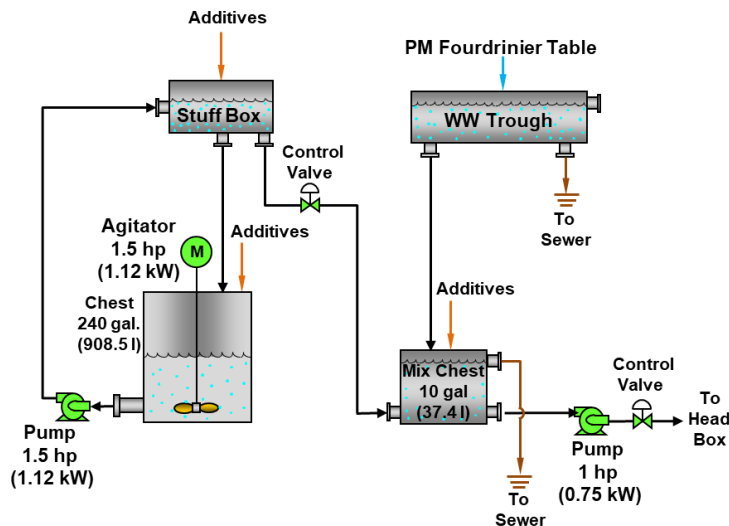 Additives
PM Fourdrinier Table
Stuff Box
WW Trough
Control
Valve
To
Sewer
Agitator
1.5 hp
(1.12 kW)
M
Additives
Chest
240 gal.
(908.5 l)
Additives
Mix Chest
10 gal
(37.4 l)
Control
Valve
To
Head
Box
Pump
1.5 hp
(1.12 kW)
Pump
1 hp
(0.75 kW)
To
Sewer